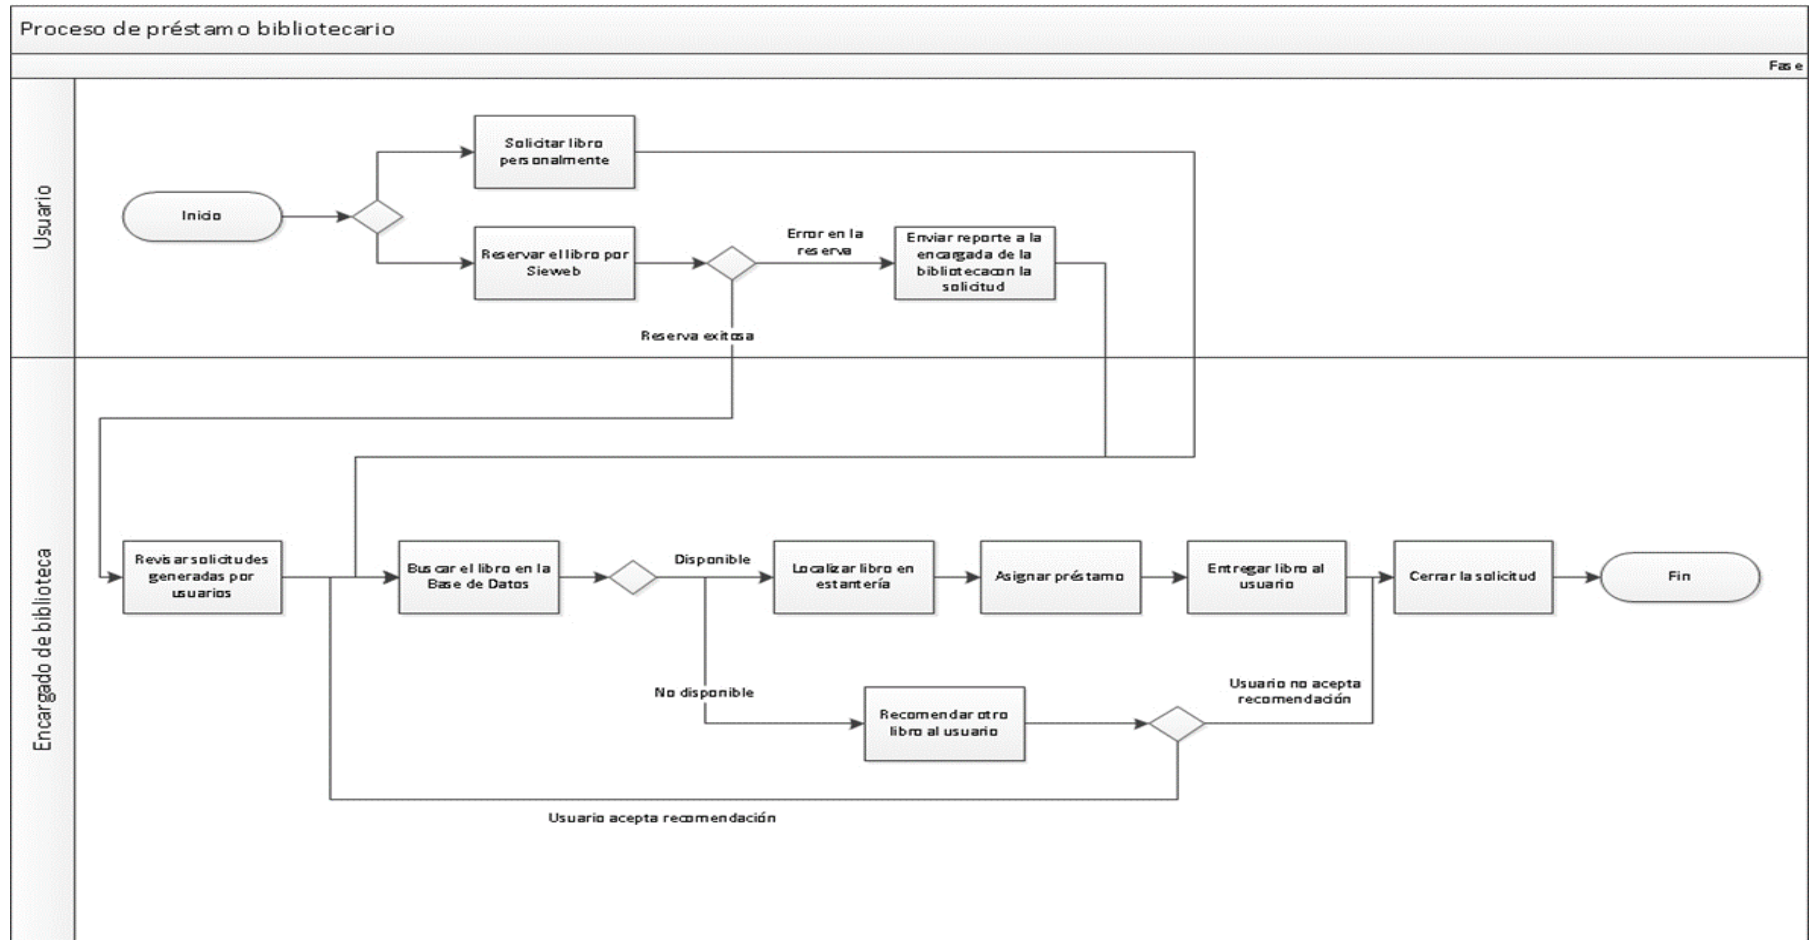 Proceso de préstamo bibliotecario
Fase
Usuario
Solicitar libro
personalmente
Inicio
Reservar el libro por
Sieweb
Error en la
reserva
Enviar reporte a la
encargada de la
bibliotecacon la
solicitud
Reserva exitosa
Encargado de biblioteca
Revisar solicitudes
generadas por
usuarios
Buscar el libro en la
Base de Datos
Disponible
Localizar libro en
estantería
Asignar préstamo
Entregar libro al
usuario
Cerrar la solicitud
Fin
No disponible
Recomendar otro
libro al usuario
Usuario no acepta
recomendación
Usuario acepta recomendación